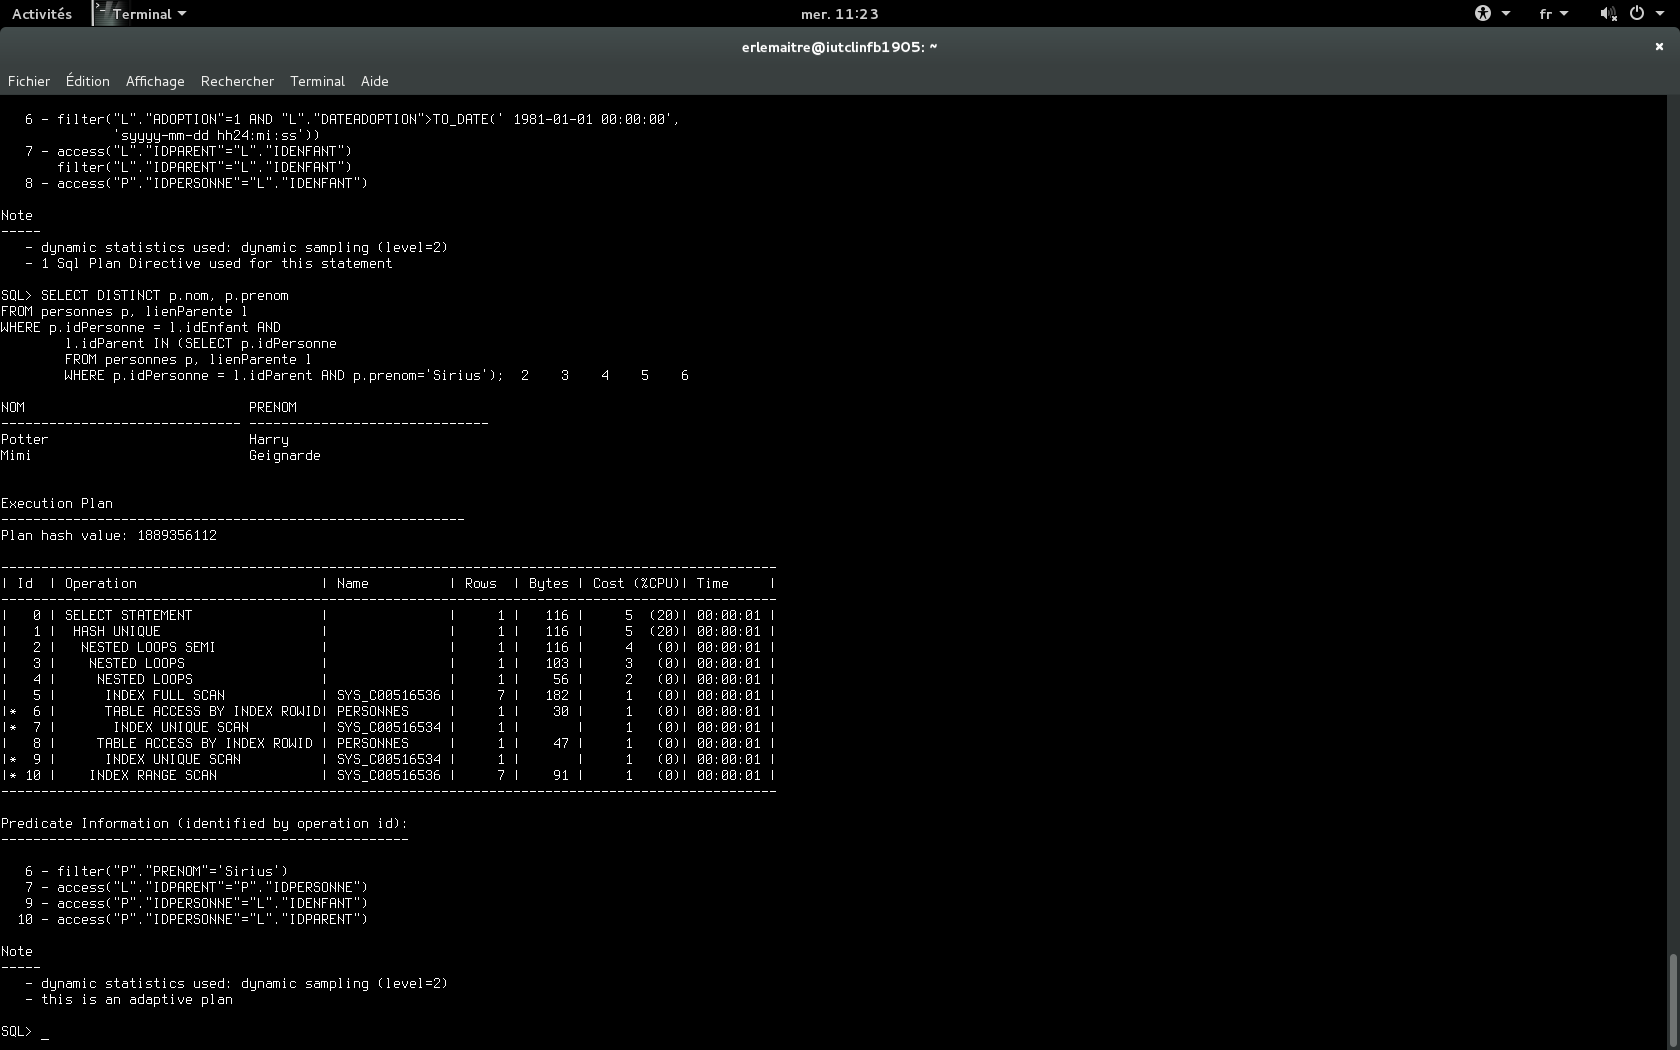 Activités Terminal mer. 11:23 fr
erlemaitre@iutclinfb1905: ~ ×
Fichier Édition Affichage Rechercher Terminal Aide
   6 - filter("L"."ADOPTION"=1 AND "L"."DATEADOPTION">TO_DATE(' 1981-01-01 00:00:00',
              'syyyy-mm-dd hh24:mi:ss'))
   7 - access("L"."IDPARENT"="L"."IDENFANT")
       filter("L"."IDPARENT"="L"."IDENFANT")
   8 - access("P"."IDPERSONNE"="L"."IDENFANT")
Note
-----
   - dynamic statistics used: dynamic sampling (level=2)
   - 1 Sql Plan Directive used for this statement
SQL> SELECT DISTINCT p.nom, p.prenom
FROM personnes p, lienParente l
WHERE p.idPersonne = l.idEnfant AND
        l.idParent IN (SELECT p.idPersonne
        FROM personnes p, lienParente l
        WHERE p.idPersonne = l.idParent AND p.prenom='Sirius');  2    3    4    5    6
NOM                            PRENOM
------------------------------ ------------------------------
Potter                         Harry
Mimi                           Geignarde
Execution Plan
----------------------------------------------------------
Plan hash value: 1889356112
-------------------------------------------------------------------------------------------------
| Id  | Operation                       | Name             | Rows  | Bytes | Cost (%CPU)| Time     |
-------------------------------------------------------------------------------------------------
|   0 | SELECT STATEMENT                |               |     1 |   116 |     5  (20)| 00:00:01 |
|   1 |  HASH UNIQUE                    |               |     1 |   116 |     5  (20)| 00:00:01 |
|   2 |   NESTED LOOPS SEMI             |               |     1 |   116 |     4   (0)| 00:00:01 |
|   3 |    NESTED LOOPS                 |               |     1 |   103 |     3   (0)| 00:00:01 |
|   4 |     NESTED LOOPS                |               |     1 |    56 |     2   (0)| 00:00:01 |
|   5 |      INDEX FULL SCAN            | SYS_C00516536 |     7 |   182 |     1   (0)| 00:00:01 |
|*  6 |      TABLE ACCESS BY INDEX ROWID| PERSONNES     |     1 |    30 |     1   (0)| 00:00:01 |
|*  7 |       INDEX UNIQUE SCAN         | SYS_C00516534 |     1 |       |     1   (0)| 00:00:01 |
|   8 |     TABLE ACCESS BY INDEX ROWID | PERSONNES     |     1 |    47 |     1   (0)| 00:00:01 |
|*  9 |      INDEX UNIQUE SCAN          | SYS_C00516534 |     1 |       |     1   (0)| 00:00:01 |
|* 10 |    INDEX RANGE SCAN             | SYS_C00516536 |     7 |    91 |     1   (0)| 00:00:01 |
-------------------------------------------------------------------------------------------------
Predicate Information (identified by operation id):
---------------------------------------------------
   6 - filter("P"."PRENOM"='Sirius')
   7 - access("L"."IDPARENT"="P"."IDPERSONNE")
   9 - access("P"."IDPERSONNE"="L"."IDENFANT")
  10 - access("P"."IDPERSONNE"="L"."IDPARENT")
Note
-----
   - dynamic statistics used: dynamic sampling (level=2)
   - this is an adaptive plan
SQL> _